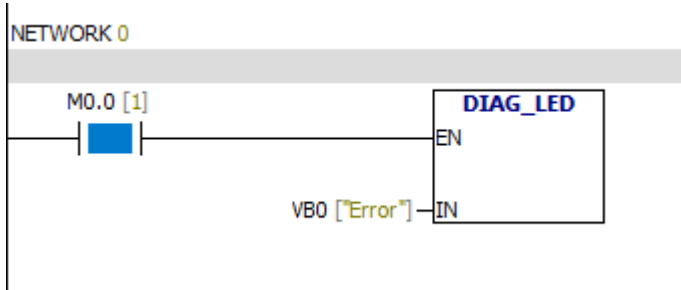 NETWORK 0
M0.0 [1]
DIAG_LED
EN
VB0 ["Error"]
IN